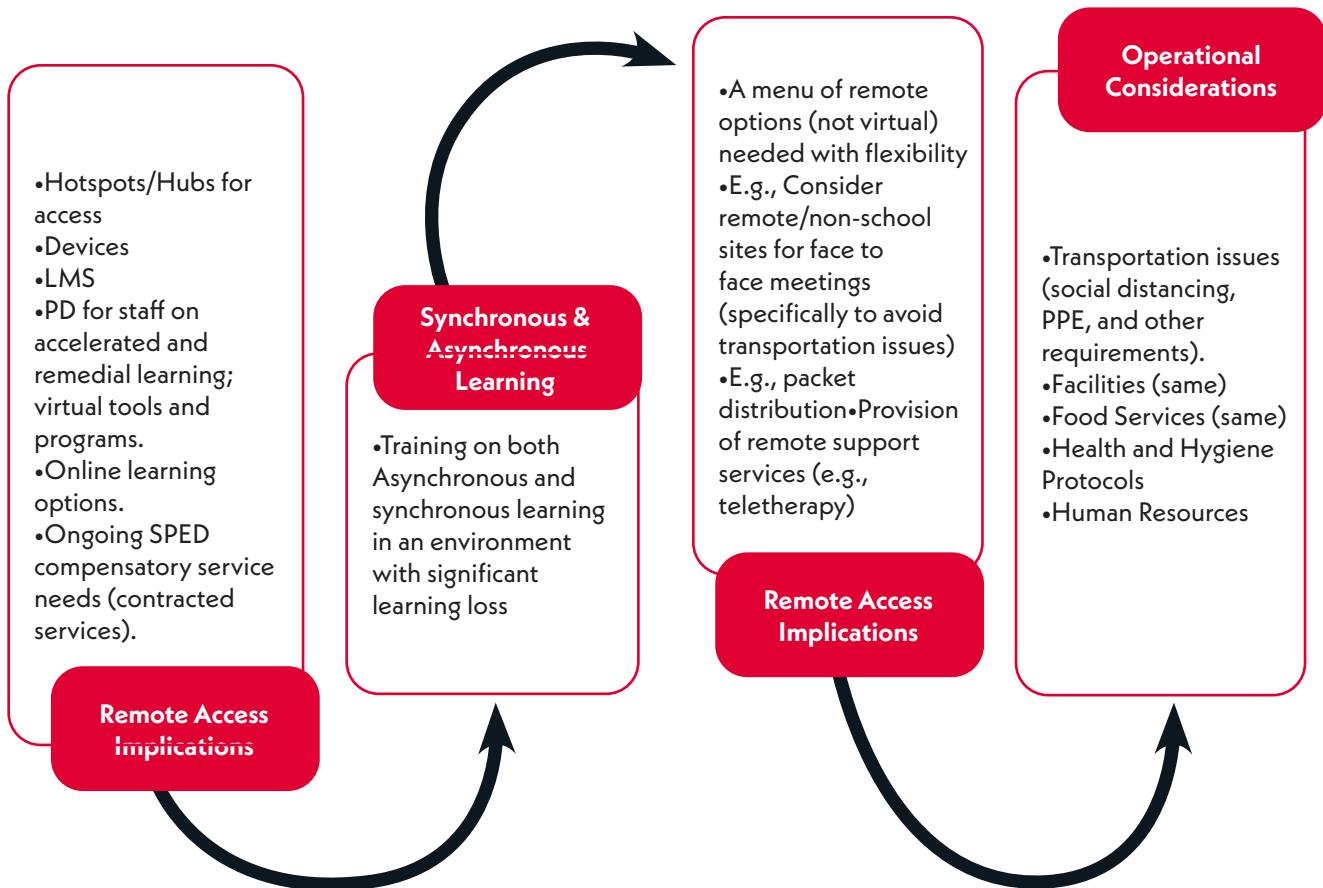 •Hotspots/Hubs for
access
•Devices
•LMS
•PD for staff on
accelerated and
remedial learning;
virtual tools and
programs.
•Online learning
options.
•Ongoing SPED
compensatory service
needs (contracted
services).
Remote Access
Implications
Synchronous &
Asynchronous
Learning
•Training on both
Asynchronous and
synchronous learning
in an environment
with significant
learning loss
•A menu of remote
options (not virtual)
needed with flexibility
•E.g., Consider
remote/non-school
sites for face to
face meetings
(specifically to avoid
transportation issues)
•E.g., packet
distribution•Provision
of remote support
services (e.g.,
teletherapy)
Remote Access
Implications
Operational
Considerations
•Transportation issues
(social distancing,
PPE, and other
requirements).
•Facilities (same)
•Food Services (same)
•Health and Hygiene
Protocols
•Human Resources